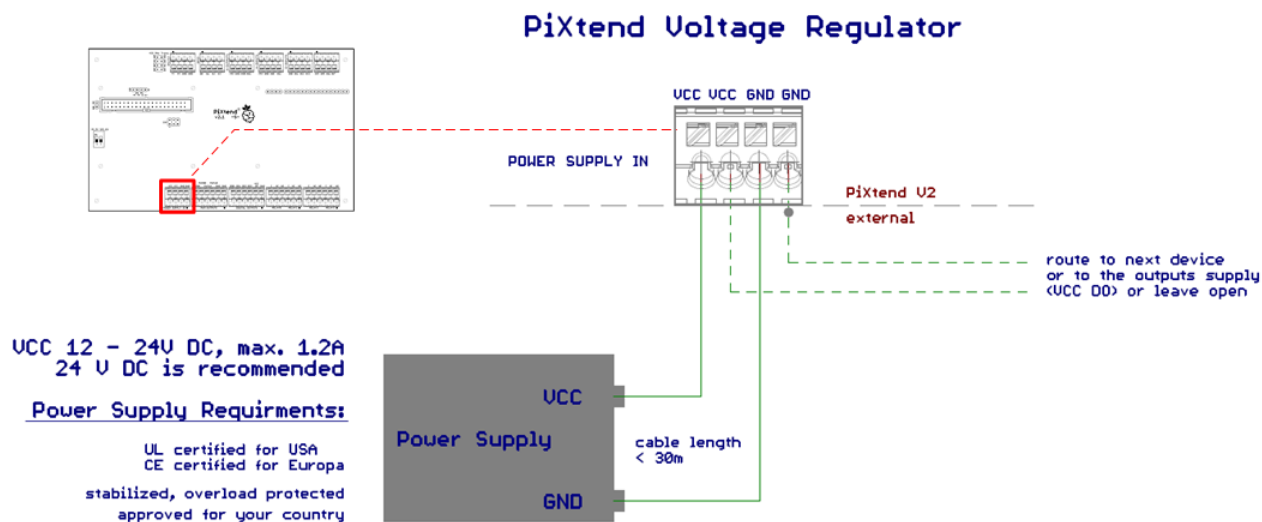 PiXtend Voltage Regulator
PiXtend
VCC VCC GND GND
POWER SUPPLY IN
PiXtend V2
external
route to next device
or to the outputs supply
(VCC DO) or leave open
VCC 12 - 24V DC, max. 1.2A
24 V DC is recommended
Power Supply Requirments:
UL certified for USA
CE certified for Europa
stabilized, overload protected
approved for your country
VCC
Power Supply
GND
cable length
< 30m